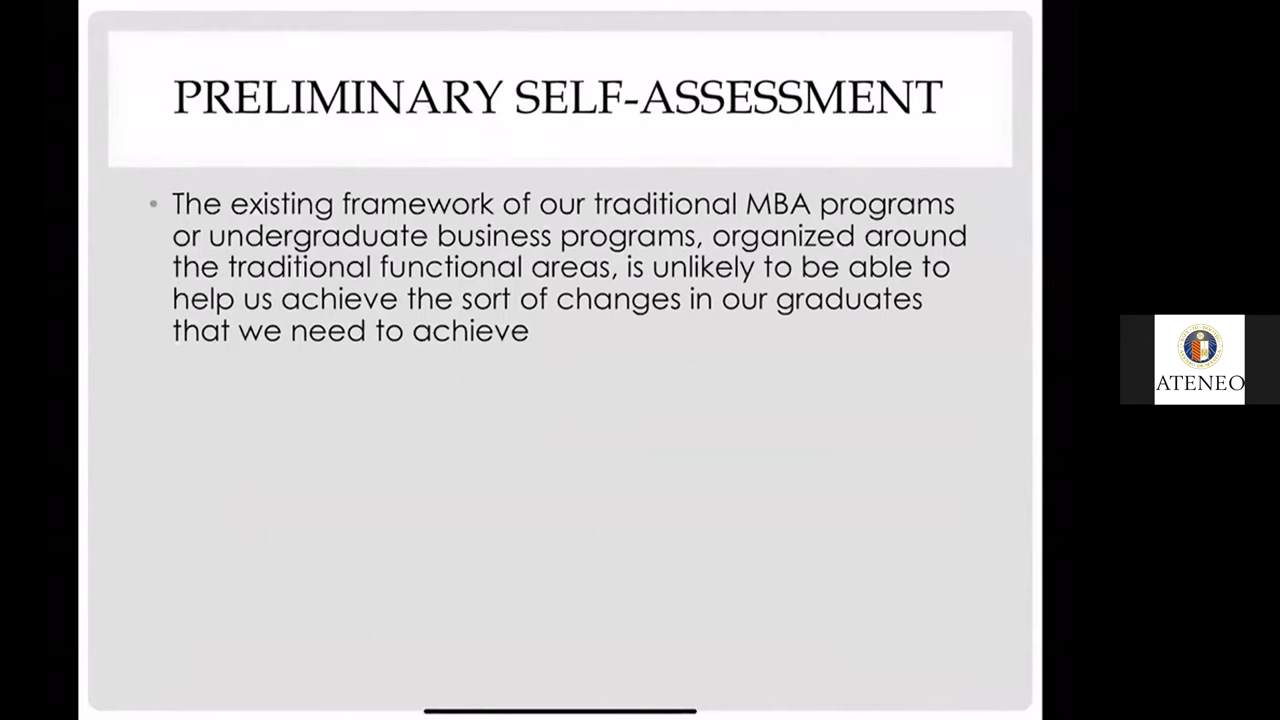 PRELIMINARY SELF-ASSESSMENT
• The existing framework of our traditional MBA programs
or undergraduate business programs, organized around
the traditional functional areas, is unlikely to be able to
help us achieve the sort of changes in our graduates
that we need to achieve
ATENEO